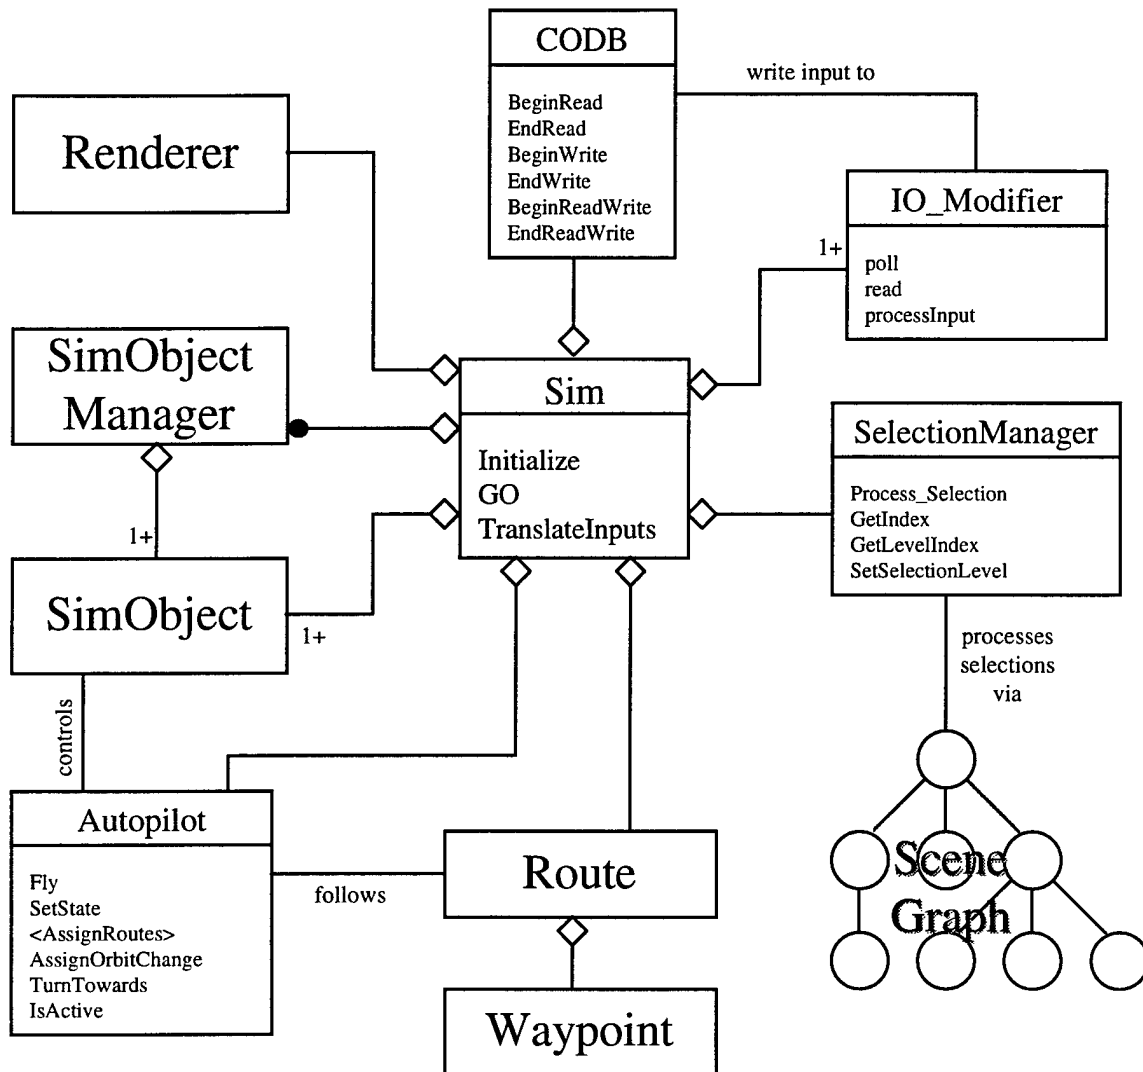 CODB
BeginRead
EndRead
BeginWrite
EndWrite
BeginReadWrite
EndReadWrite
write input to
Renderer
IO_Modifier
poll
read
processInput
1+
SimObject
Manager
Sim
Initialize
GO
TranslateInputs
SelectionManager
Process_Selection
GetIndex
GetLevelIndex
SetSelectionLevel
1+
SimObject
1+
processes
selections
via
controls
Autopilot
Fly
SetState
<AssignRoutes>
AssignOrbitChange
TurnTowards
IsActive
follows
Route
Waypoint
Scene
Graph